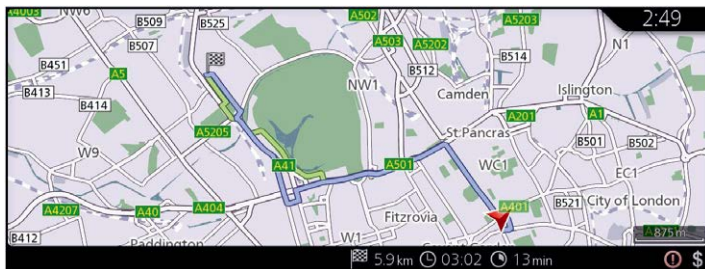 A4003
NW6
B509
B525
A502
A5203
2:49
B507
A503
A5202
N1
B451
A5
B512
B514
B413
B414
NW1
Camden
Islington
A5205
A201
A1
St.Pancras
W9
A41
A501
B501
B502
WC1
EC1
A4207
A40
A404
A401
B521
City of London
Fitzrovia
B412
Paddington
W1
875m
5.9km 03:02 13min $